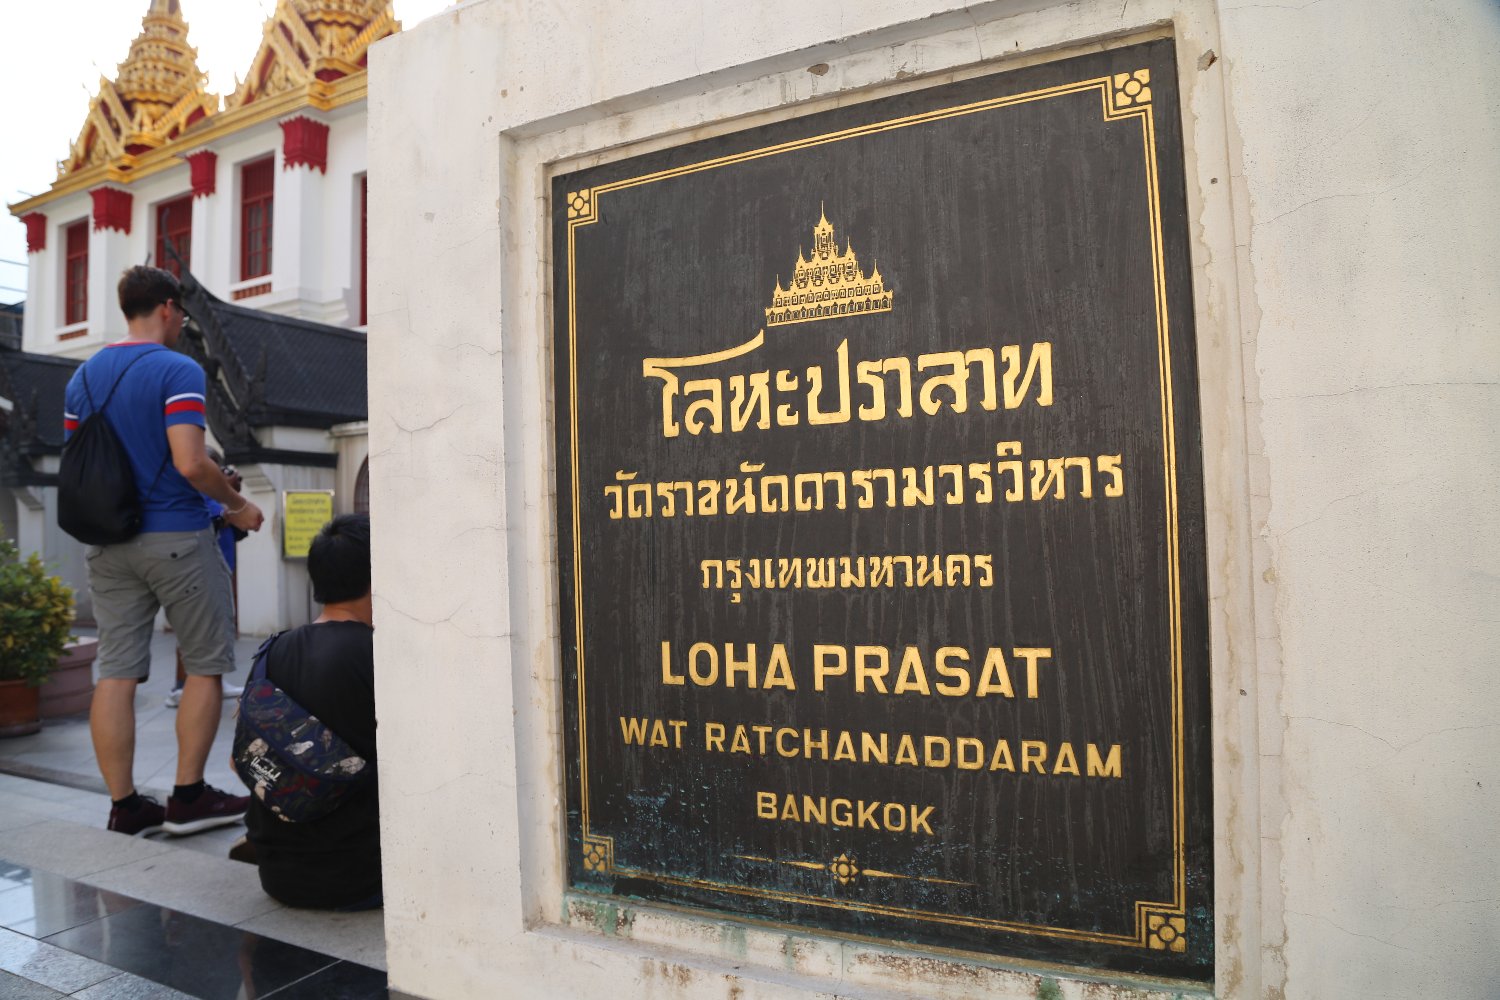 โลหะปราสาท
วัดราชนัดดารามวรวิหาร
กรุงเทพมหานคร
LOHA PRASAT
WAT RATCHANADDARAM
BANGKOK